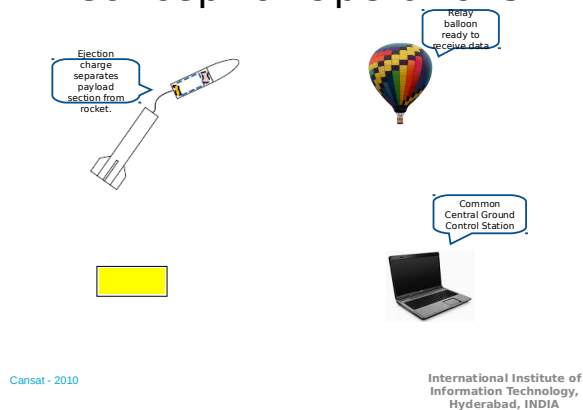 Relay
balloon
ready to
receive data
Ejection
charge
separates
payload
section from
rocket.
Common
Central Ground
Control Station
Cansat - 2010
International Institute of
Information Technology,
Hyderabad, INDIA